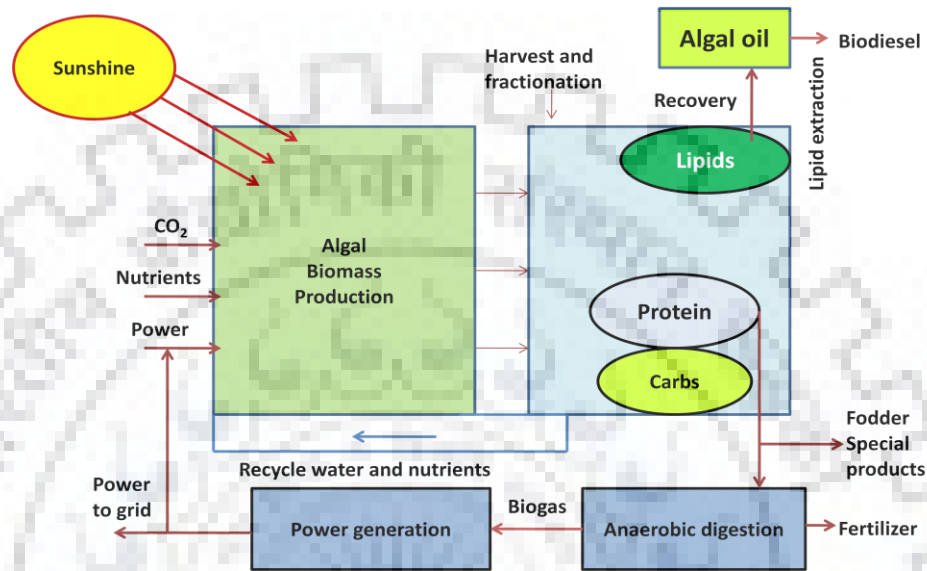 Sunshine
Algal oil
Biodiesel
Harvest and
fractionation
Recovery
Lipid extraction
Lipids
CO₂
Nutrients
Power
Algal
Biomass
Production
Protein
Carbs
Fodder
Special
products
Recycle water and nutrients
Power
to grid
Power generation
Biogas
Anaerobic digestion
Fertilizer